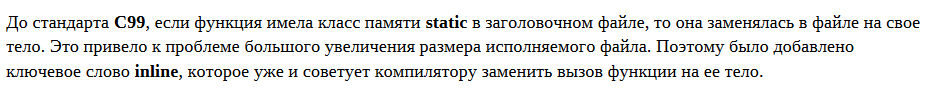 До стандарта C99, если функция имела класс памяти static в заголовочном файле, то она заменялась в файле на свое
тело. Это привело к проблеме большого увеличения размера исполняемого файла. Поэтому было добавлено
ключевое слово inline, которое уже и советует компилятору заменить вызов функции на ее тело.